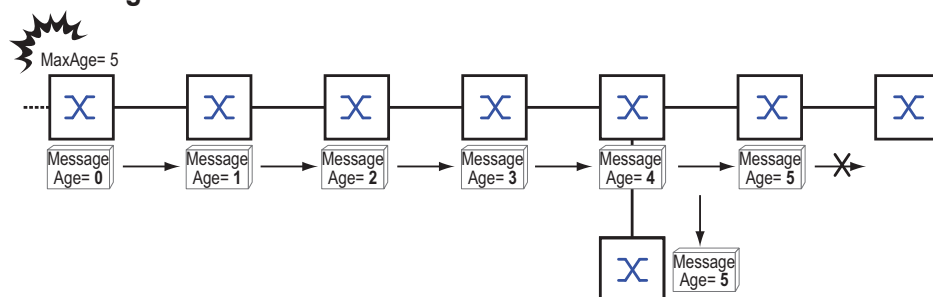 MaxAge= 5
Message
Age= 0
Message
Age= 1
Message
Age= 2
Message
Age= 3
Message
Age= 4
Message
Age= 5
Message
Age= 5